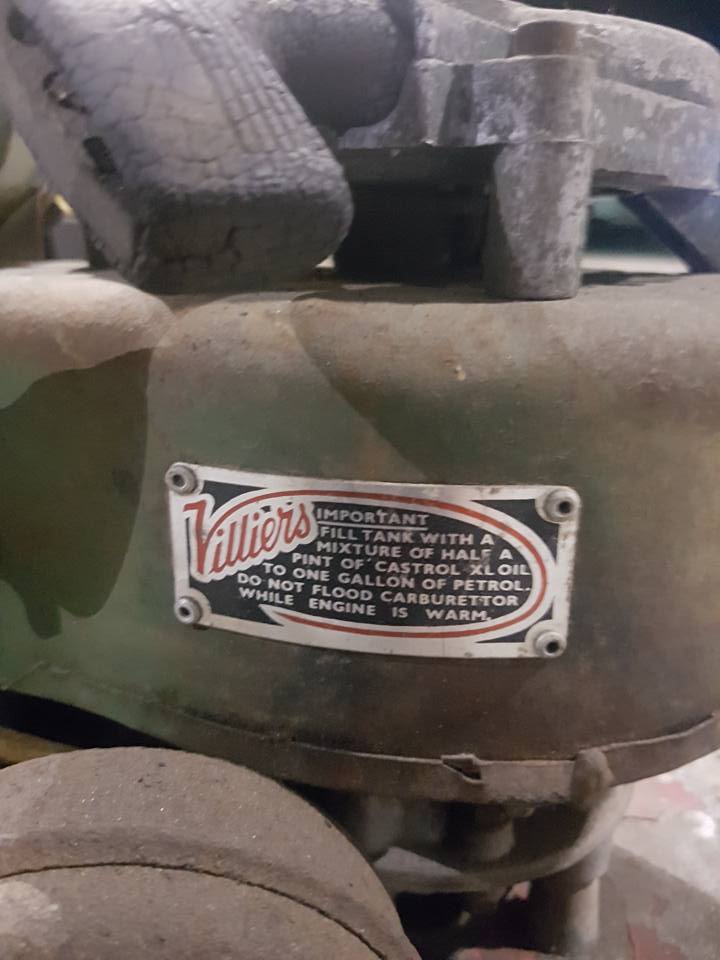 Villiers
IMPORTANT
FILL TANK WITH A
MIXTURE OF HALF A
PINT OF CASTROL XL OIL
TO ONE GALLON OF PETROL.
DO NOT FLOOD CARBURETTOR
WHILE ENGINE IS WARM.